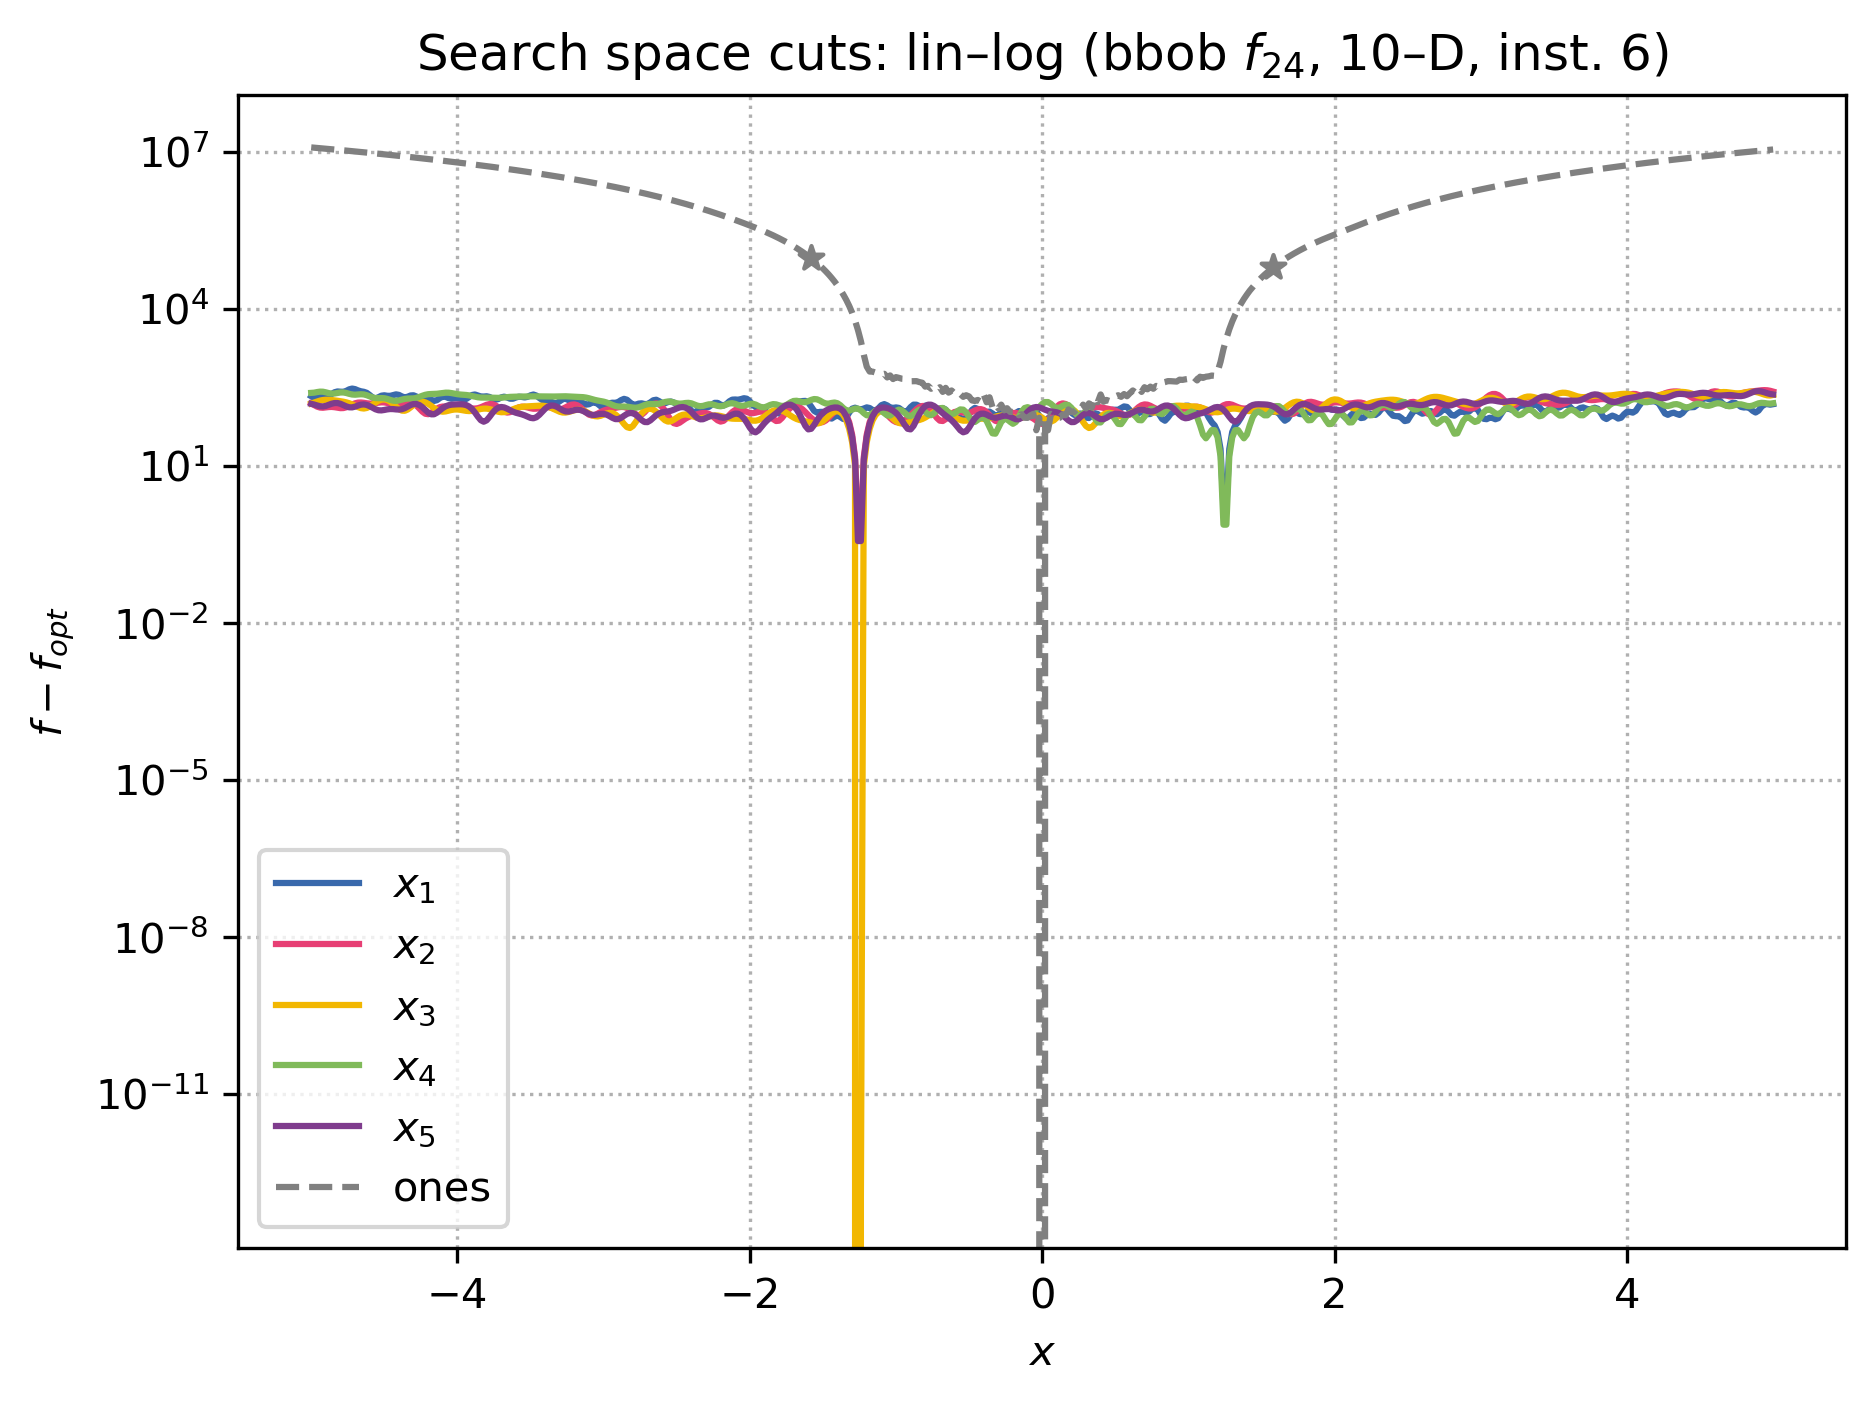 Search space cuts: lin–log (bbob f24, 10–D, inst. 6)
10^7
10^4
10^1
10^−2
10^−5
10^−8
10^−11
f − fopt
x1
x2
x3
x4
x5
ones
−4 −2 0 2 4
x